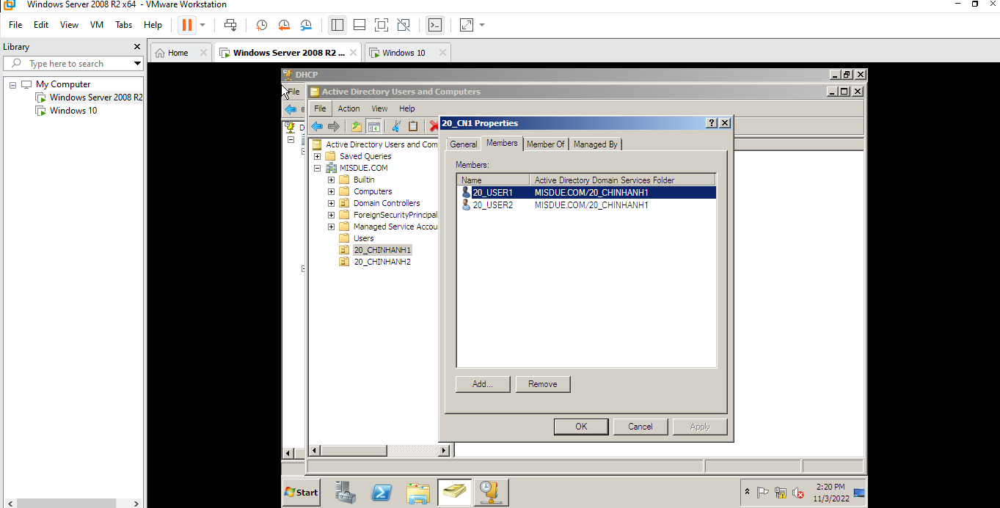 Windows Server 2008 R2 x64 - VMware Workstation
File Edit View VM Tabs Help
Library
Type here to search
My Computer
Windows Server 2008 R2
Windows 10
Home
Windows Server 2008 R2 ...
Windows 10
DHCP
File
D
Active Directory Users and Computers
File Action View Help
Active Directory Users and Com
Saved Queries
MISDUE.COM
Builtin
Computers
Domain Controllers
ForeignSecurityPrincipal
Managed Service Accou
Users
20_CHINHANH1
20_CHINHANH2
20_CN1 Properties
General Members Member Of Managed By
Members:
Name Active Directory Domain Services Folder
20_USER1 MISDUE.COM/20_CHINHANH1
20_USER2 MISDUE.COM/20_CHINHANH1
Add... Remove
OK Cancel Apply
Start
2:20 PM
11/3/2022